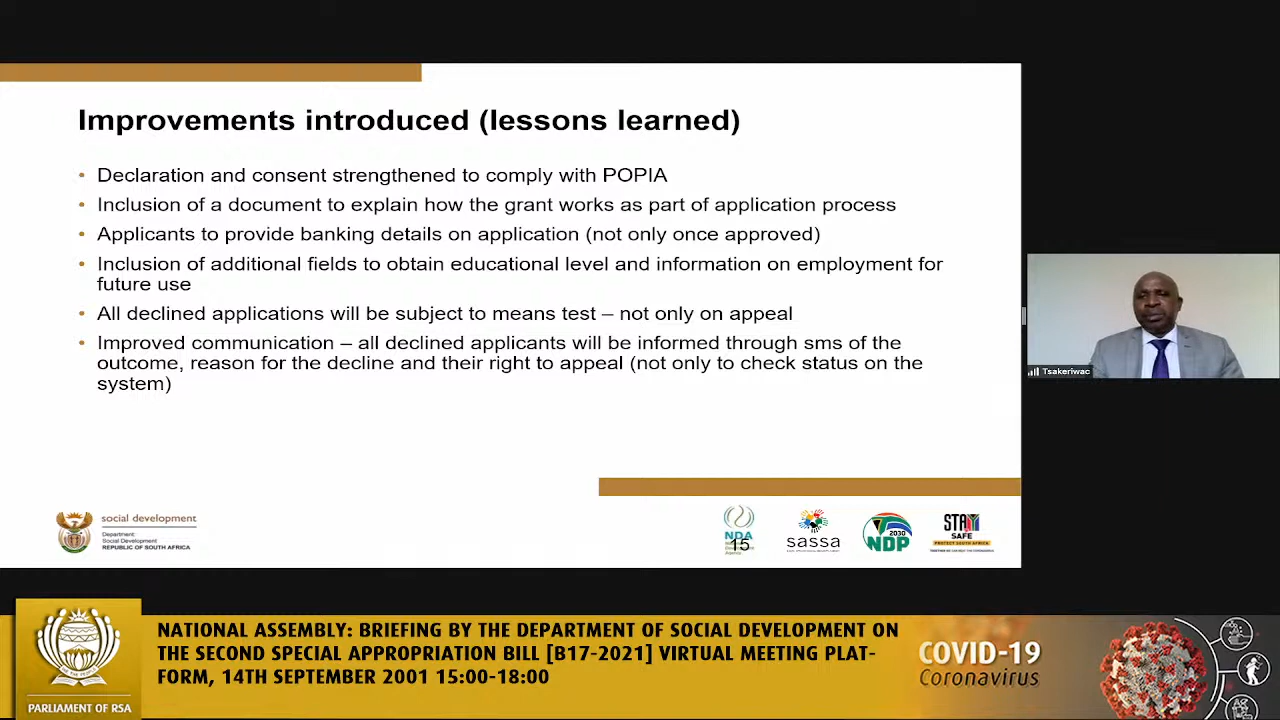 Improvements introduced (lessons learned)
• Declaration and consent strengthened to comply with POPIA
• Inclusion of a document to explain how the grant works as part of application process
• Applicants to provide banking details on application (not only once approved)
• Inclusion of additional fields to obtain educational level and information on employment for
future use
• All declined applications will be subject to means test – not only on appeal
• Improved communication – all declined applicants will be informed through sms of the
outcome, reason for the decline and their right to appeal (not only to check status on the
system)
Tsakeriwac
social development
Department:
Social Development
REPUBLIC OF SOUTH AFRICA
NDA
15
sassa
2030
NDP
STAY
SAFE
PROTECT SOUTH AFRICA
PARLIAMENT OF RSA
NATIONAL ASSEMBLY: BRIEFING BY THE DEPARTMENT OF SOCIAL DEVELOPMENT ON
THE SECOND SPECIAL APPROPRIATION BILL [B17-2021] VIRTUAL MEETING PLAT-
FORM, 14TH SEPTEMBER 2001 15:00-18:00
COVID-19
Coronavirus